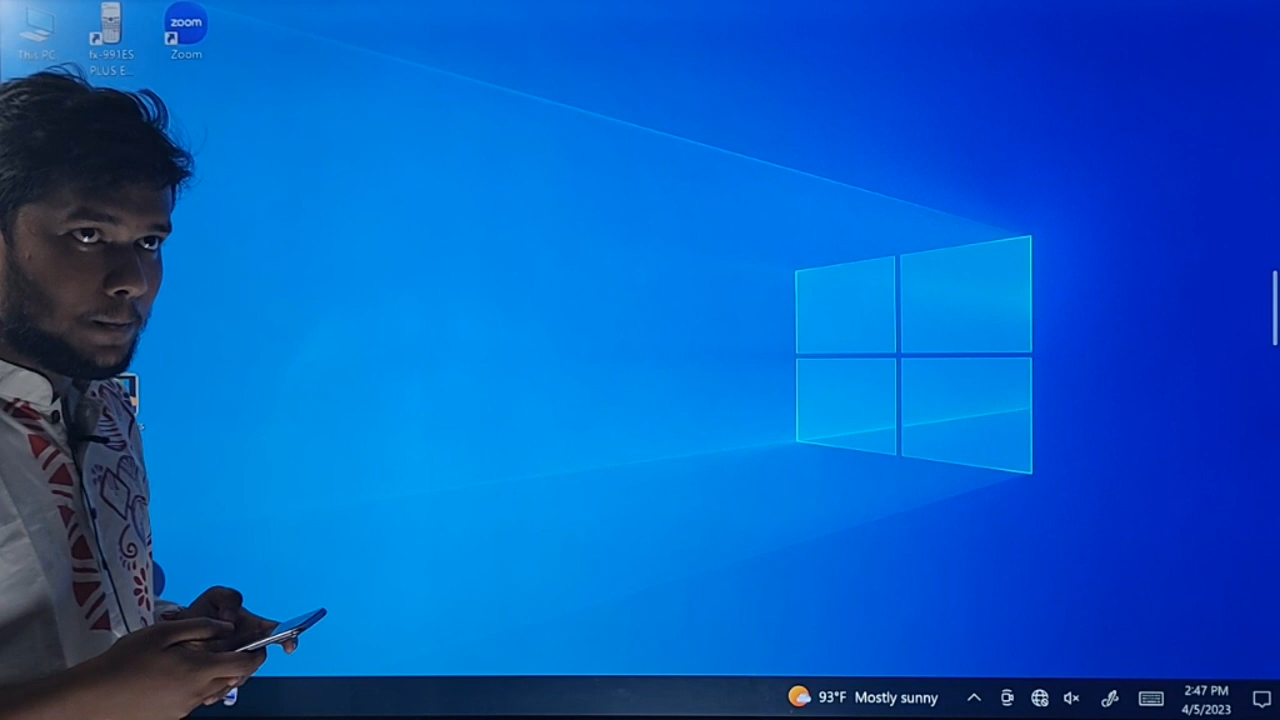 This PC
fx-991ES
PLUS E...
zoom
Zoom
93°F Mostly sunny
2:47 PM
4/5/2023